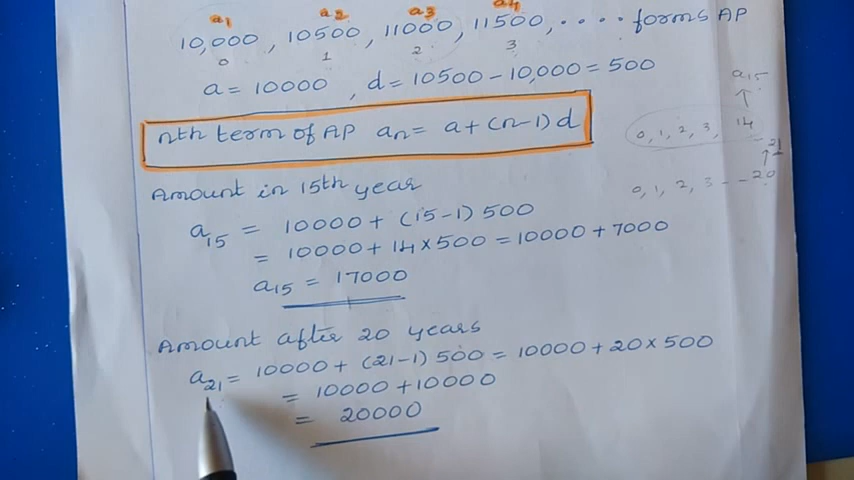 a1 a2 a3 a4
10,000, 10500, 11000, 11500, .... forms AP
0 1 2 3
a = 10000, d = 10500 - 10,000 = 500
a15
↑
nth term of AP an = a + (n-1) d
0, 1, 2, 3, 14
21
↑
0, 1, 2, 3 - - 20
Amount in 15th year
a15 = 10000 + (15-1) 500
= 10000 + 14 × 500 = 10000 + 7000
a15 = 17000
Amount after 20 years
a21 = 10000 + (21-1) 500 = 10000 + 20 × 500
= 10000 + 10000
= 20000